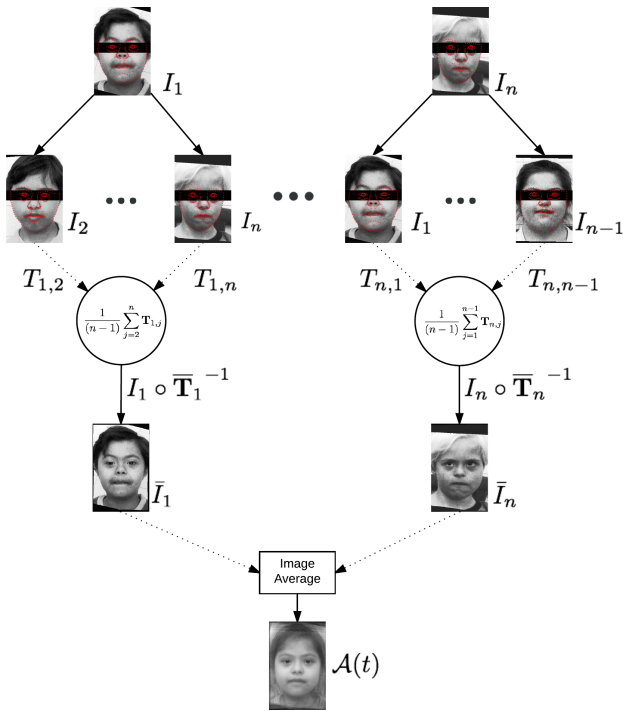 I_1
I_n
I_2
I_n
I_1
I_{n-1}
T_{1,2}
T_{1,n}
T_{n,1}
T_{n,n-1}
\frac{1}{(n-1)} \sum_{j=2}^{n} \mathbf{T}_{1,j}
\frac{1}{(n-1)} \sum_{j=1}^{n-1} \mathbf{T}_{n,j}
I_1 \circ \overline{\mathbf{T}}_1^{-1}
I_n \circ \overline{\mathbf{T}}_n^{-1}
\bar{I}_1
\bar{I}_n
Image
Average
\mathcal{A}(t)